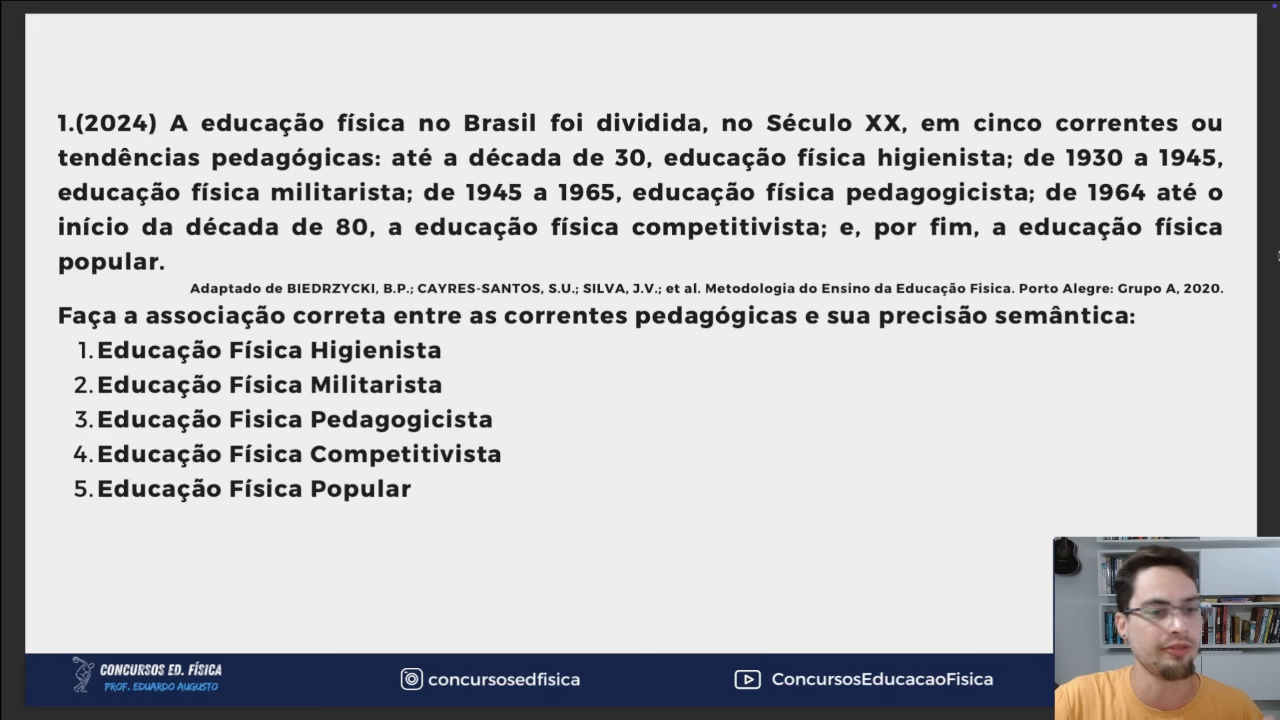 1.(2024) A educação física no Brasil foi dividida, no Século XX, em cinco correntes ou
tendências pedagógicas: até a década de 30, educação física higienista; de 1930 a 1945,
educação física militarista; de 1945 a 1965, educação física pedagogicista; de 1964 até o
início da década de 80, a educação física competitivista; e, por fim, a educação física
popular.
Adaptado de BIEDRZYCKI, B.P.; CAYRES-SANTOS, S.U.; SILVA, J.V.; et al. Metodologia do Ensino da Educação Fisica. Porto Alegre: Grupo A, 2020.
Faça a associação correta entre as correntes pedagógicas e sua precisão semântica:
1. Educação Física Higienista
2. Educação Física Militarista
3. Educação Fisica Pedagogicista
4. Educação Física Competitivista
5. Educação Física Popular
CONCURSOS ED. FÍSICA
PROF. EDUARDO AUGUSTO
concursosedfisica
ConcursosEducacaoFisica